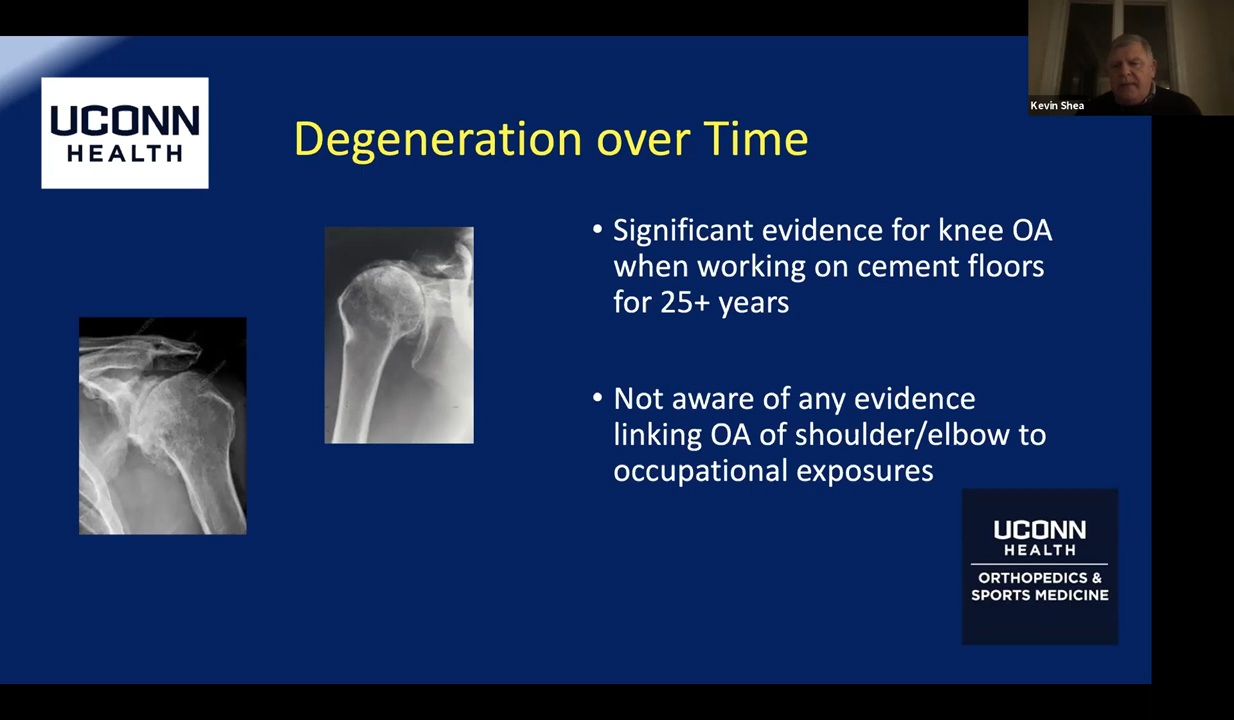 Kevin Shea
UCONN
HEALTH
Degeneration over Time
• Significant evidence for knee OA
when working on cement floors
for 25+ years
• Not aware of any evidence
linking OA of shoulder/elbow to
occupational exposures
UCONN
HEALTH
ORTHOPEDICS &
SPORTS MEDICINE